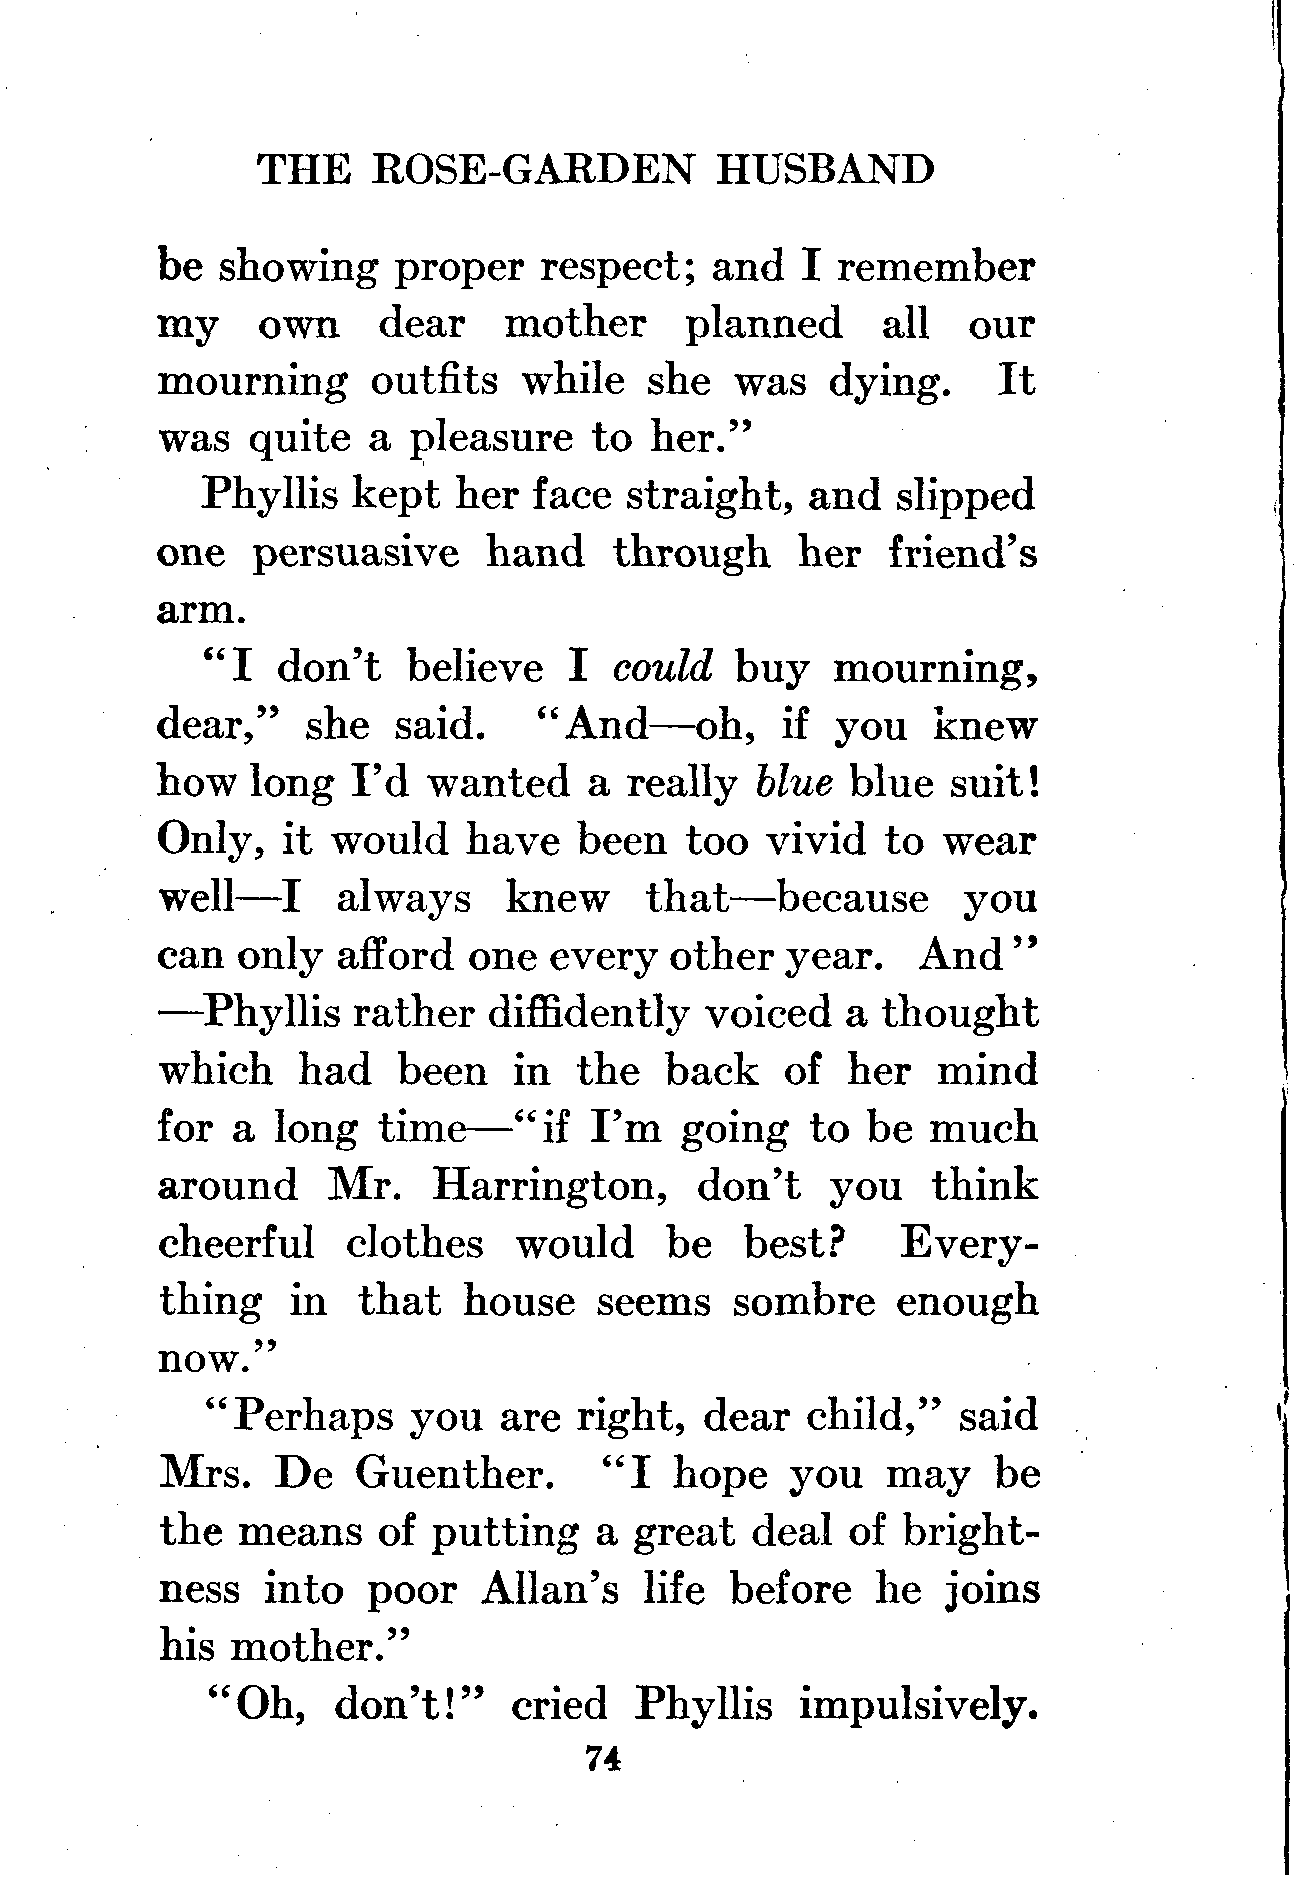 THE ROSE-GARDEN HUSBAND
be showing proper respect; and I remember
my own dear mother planned all our
mourning outfits while she was dying. It
was quite a pleasure to her.”
Phyllis kept her face straight, and slipped
one persuasive hand through her friend’s
arm.
“I don’t believe I could buy mourning,
dear,” she said. “And—oh, if you knew
how long I’d wanted a really blue blue suit!
Only, it would have been too vivid to wear
well—I always knew that—because you
can only afford one every other year. And”
—Phyllis rather diffidently voiced a thought
which had been in the back of her mind
for a long time—“if I’m going to be much
around Mr. Harrington, don’t you think
cheerful clothes would be best? Every-
thing in that house seems sombre enough
now.”
“Perhaps you are right, dear child,” said
Mrs. De Guenther. “I hope you may be
the means of putting a great deal of bright-
ness into poor Allan’s life before he joins
his mother.”
“Oh, don’t!” cried Phyllis impulsively.
74